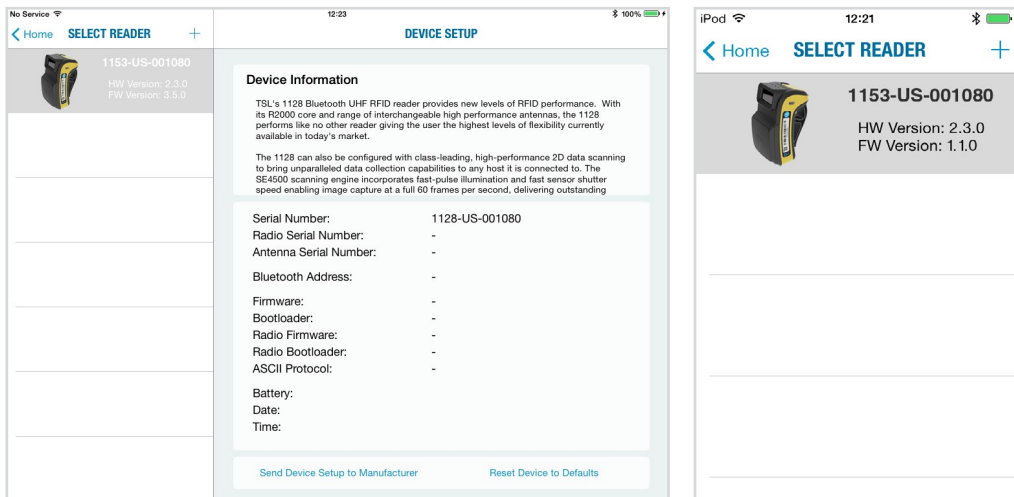 No Service
12:23
100%
Home
SELECT READER
+
DEVICE SETUP
1153-US-001080
HW Version: 2.3.0
FW Version: 3.5.0
Device Information
TSL's 1128 Bluetooth UHF RFID reader provides new levels of RFID performance. With
its R2000 core and range of interchangeable high performance antennas, the 1128
performs like no other reader giving the user the highest levels of flexibility currently
available in today's market.
The 1128 can also be configured with class-leading, high-performance 2D data scanning
to bring unparalleled data collection capabilities to any host it is connected to. The
SE4500 scanning engine incorporates fast-pulse illumination and fast sensor shutter
speed enabling image capture at a full 60 frames per second, delivering outstanding
Serial Number: 1128-US-001080
Radio Serial Number: -
Antenna Serial Number: -
Bluetooth Address: -
Firmware: -
Bootloader: -
Radio Firmware: -
Radio Bootloader: -
ASCII Protocol: -
Battery:
Date:
Time:
Send Device Setup to Manufacturer
Reset Device to Defaults
iPod
12:21
Home
SELECT READER
+
1153-US-001080
HW Version: 2.3.0
FW Version: 1.1.0